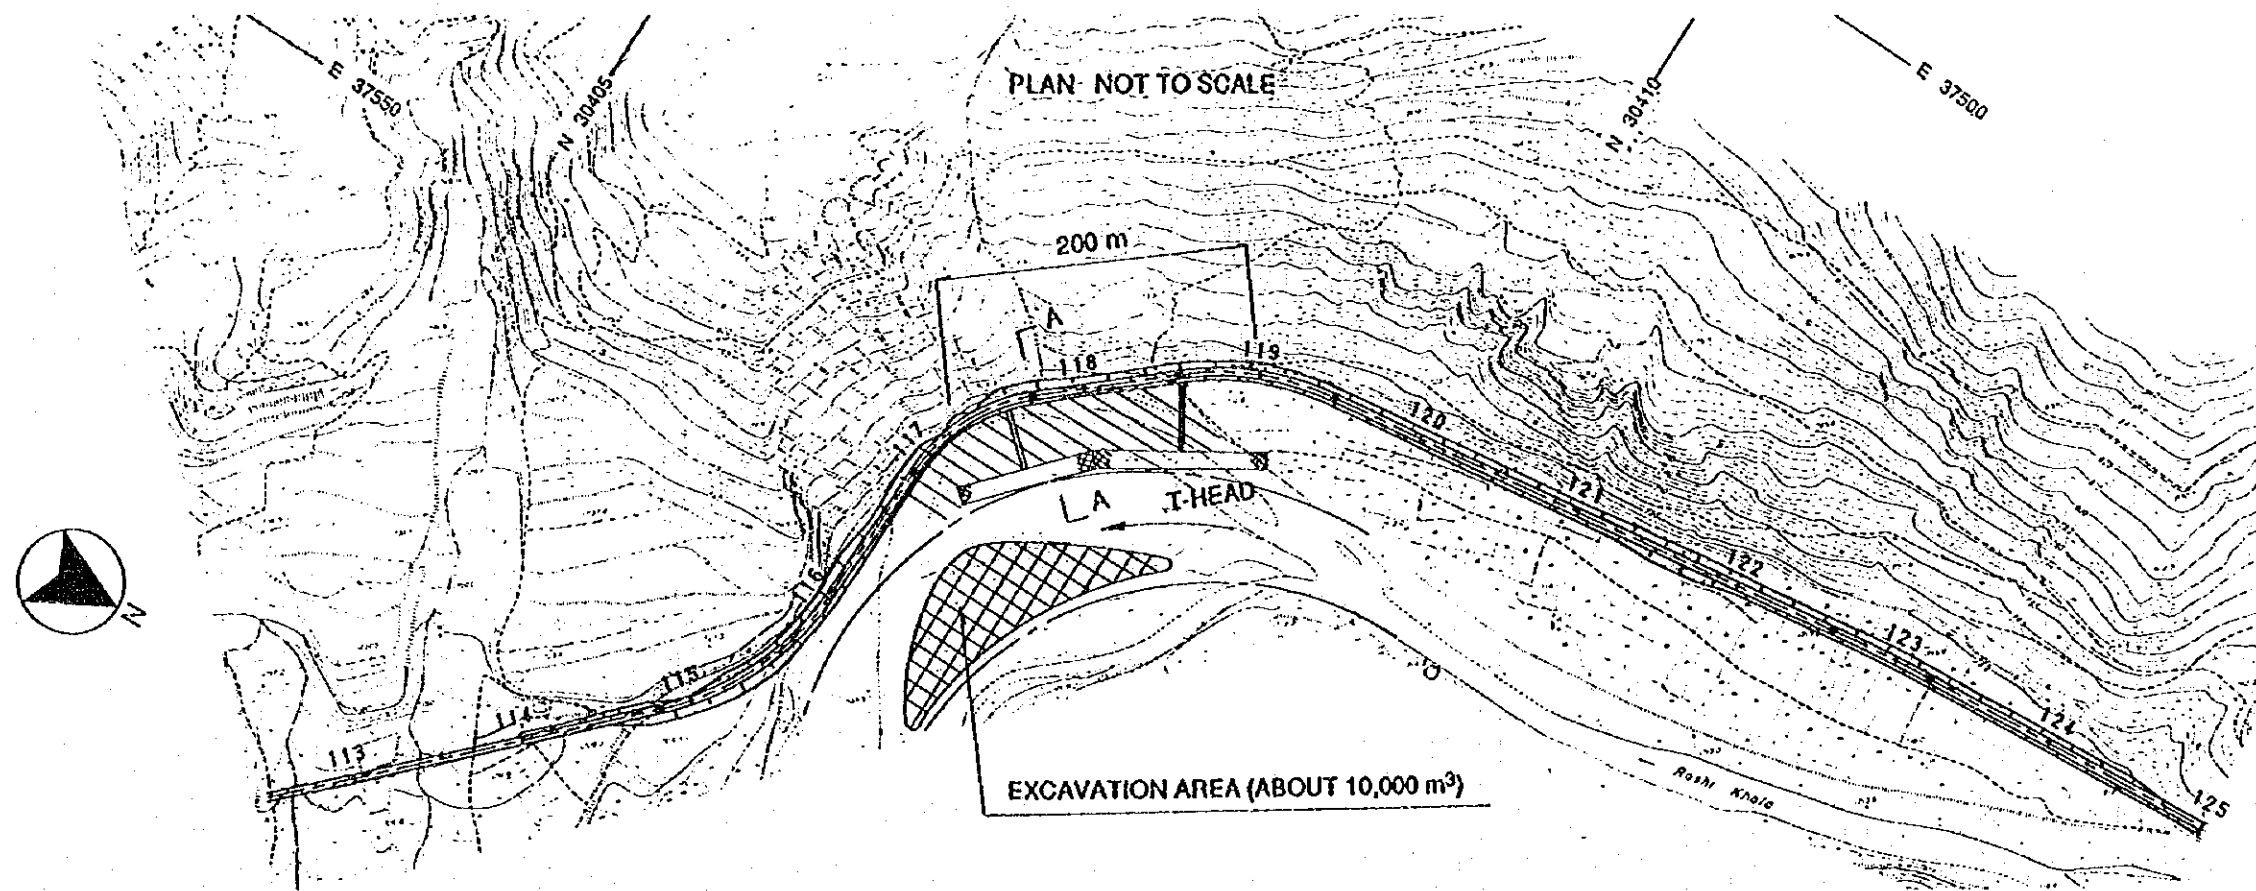 PLAN NOT TO SCALE
E 37550
N 30405
N 30410
E 37500
200 m
A
118
119
117
120
A
T-HEAD
121
116
122
N
115
123
114
124
113
EXCAVATION AREA (ABOUT 10,000 m³)
Roshi Khola
125